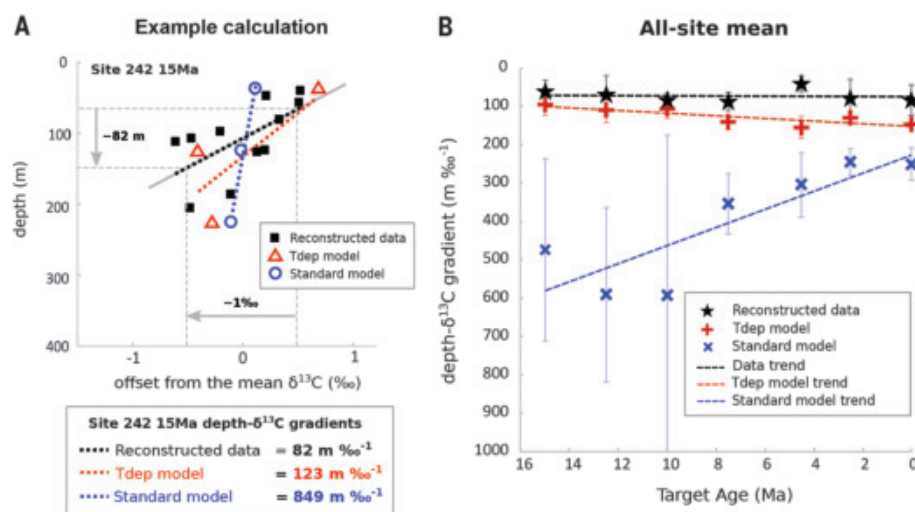 A
Example calculation
Site 242 15Ma
~82 m
~1‰
Reconstructed data
Tdep model
Standard model
0
100
200
300
400
depth (m)
-1
0
1
offset from the mean δ¹³C (‰)
Site 242 15Ma depth-δ¹³C gradients
Reconstructed data = 82 m ‰⁻¹
Tdep model = 123 m ‰⁻¹
Standard model = 849 m ‰⁻¹
B
All-site mean
0
100
200
300
400
500
600
700
800
900
1000
depth-δ¹³C gradient (m ‰⁻¹)
Reconstructed data
Tdep model
Standard model
Data trend
Tdep model trend
Standard model trend
16 14 12 10 8 6 4 2 0
Target Age (Ma)